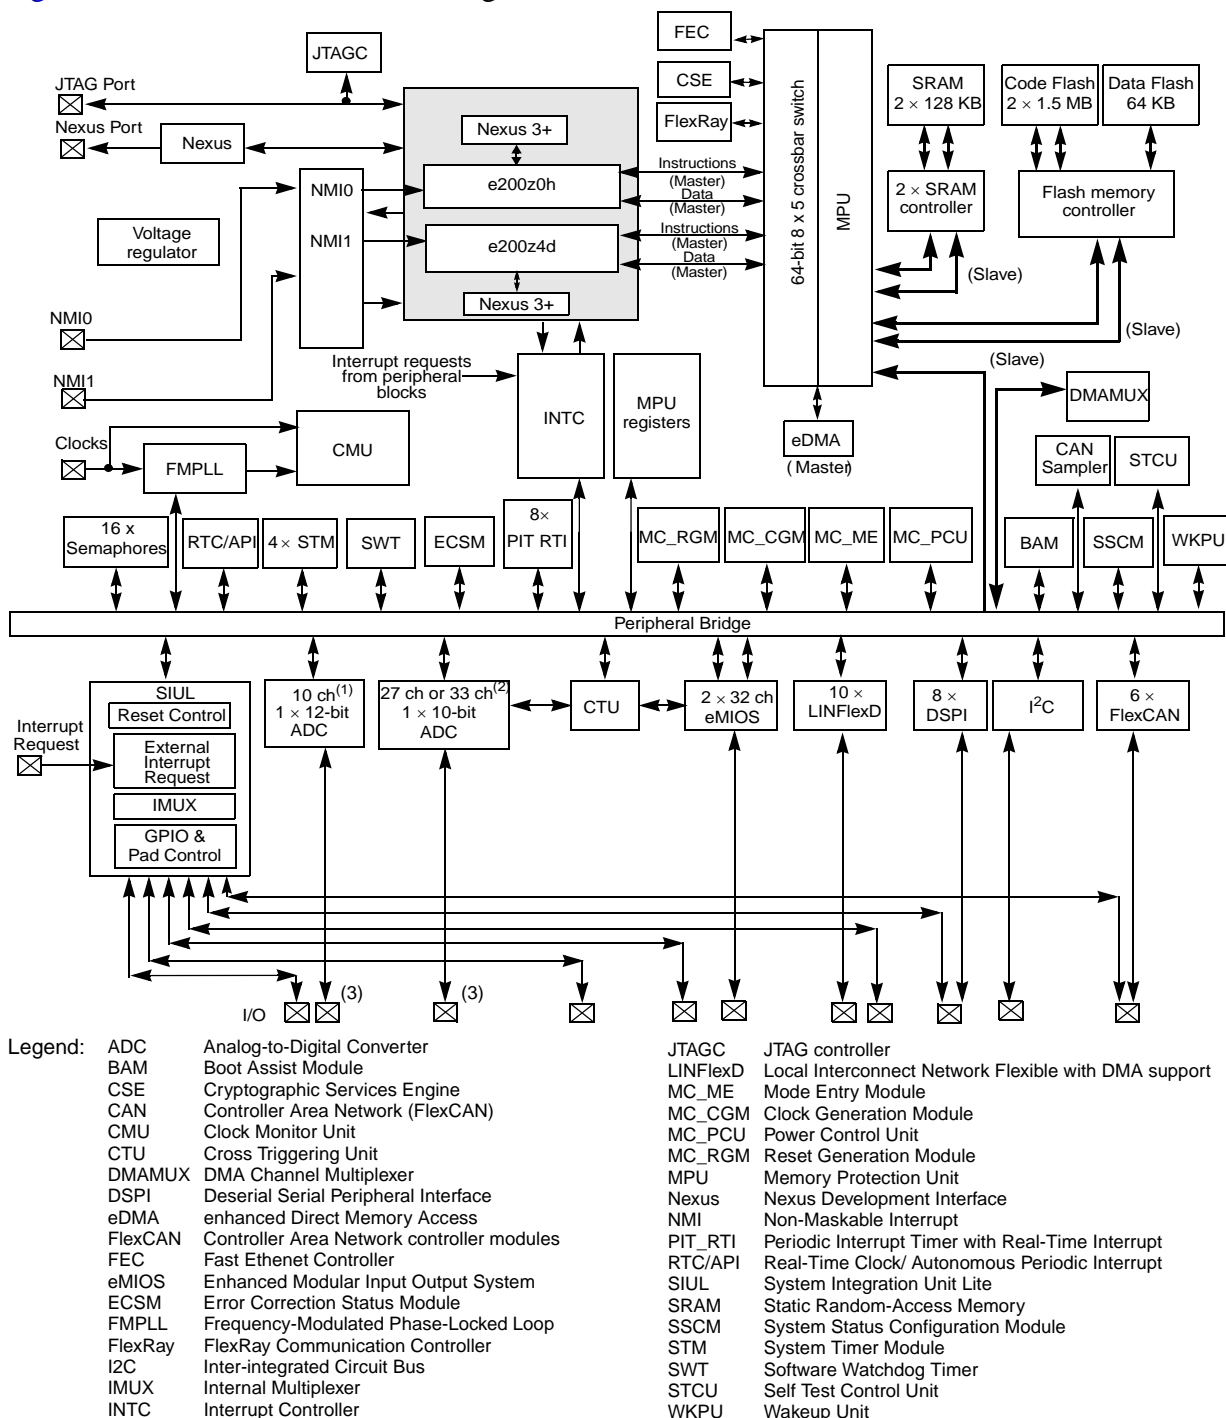 JTAGC
JTAG Port
Nexus Port
Nexus
Nexus 3+
e200z0h
e200z4d
Nexus 3+
NMI0
NMI1
Voltage
regulator
NMI0
NMI1
Clocks
FMPLL
CMU
Interrupt requests
from peripheral
blocks
INTC
MPU
registers
FEC
CSE
FlexRay
Instructions
(Master)
Data
(Master)
Instructions
(Master)
Data
(Master)
64-bit 8 x 5 crossbar switch
MPU
eDMA
(Master)
SRAM
2 × 128 KB
Code Flash
2 × 1.5 MB
Data Flash
64 KB
2 × SRAM
controller
Flash memory
controller
(Slave)
(Slave)
(Slave)
DMAMUX
CAN
Sampler
STCU
16 x
Semaphores
RTC/API
4 × STM
SWT
ECSM
8×
PIT RTI
MC_RGM
MC_CGM
MC_ME
MC_PCU
BAM
SSCM
WKPU
Peripheral Bridge
SIUL
Reset Control
External
Interrupt
Request
IMUX
GPIO &
Pad Control
Interrupt
Request
10 ch(1)
1 × 12-bit
ADC
27 ch or 33 ch(2)
1 × 10-bit
ADC
CTU
2 × 32 ch
eMIOS
10 ×
LINFlexD
8 ×
DSPI
I2C
6 ×
FlexCAN
I/O
(3)
(3)
Legend:
ADC Analog-to-Digital Converter
BAM Boot Assist Module
CSE Cryptographic Services Engine
CAN Controller Area Network (FlexCAN)
CMU Clock Monitor Unit
CTU Cross Triggering Unit
DMAMUX DMA Channel Multiplexer
DSPI Deserial Serial Peripheral Interface
eDMA enhanced Direct Memory Access
FlexCAN Controller Area Network controller modules
FEC Fast Ethenet Controller
eMIOS Enhanced Modular Input Output System
ECSM Error Correction Status Module
FMPLL Frequency-Modulated Phase-Locked Loop
FlexRay FlexRay Communication Controller
I2C Inter-integrated Circuit Bus
IMUX Internal Multiplexer
INTC Interrupt Controller
JTAGC JTAG controller
LINFlexD Local Interconnect Network Flexible with DMA support
MC_ME Mode Entry Module
MC_CGM Clock Generation Module
MC_PCU Power Control Unit
MC_RGM Reset Generation Module
MPU Memory Protection Unit
Nexus Nexus Development Interface
NMI Non-Maskable Interrupt
PIT_RTI Periodic Interrupt Timer with Real-Time Interrupt
RTC/API Real-Time Clock/ Autonomous Periodic Interrupt
SIUL System Integration Unit Lite
SRAM Static Random-Access Memory
SSCM System Status Configuration Module
STM System Timer Module
SWT Software Watchdog Timer
STCU Self Test Control Unit
WKPU Wakeup Unit